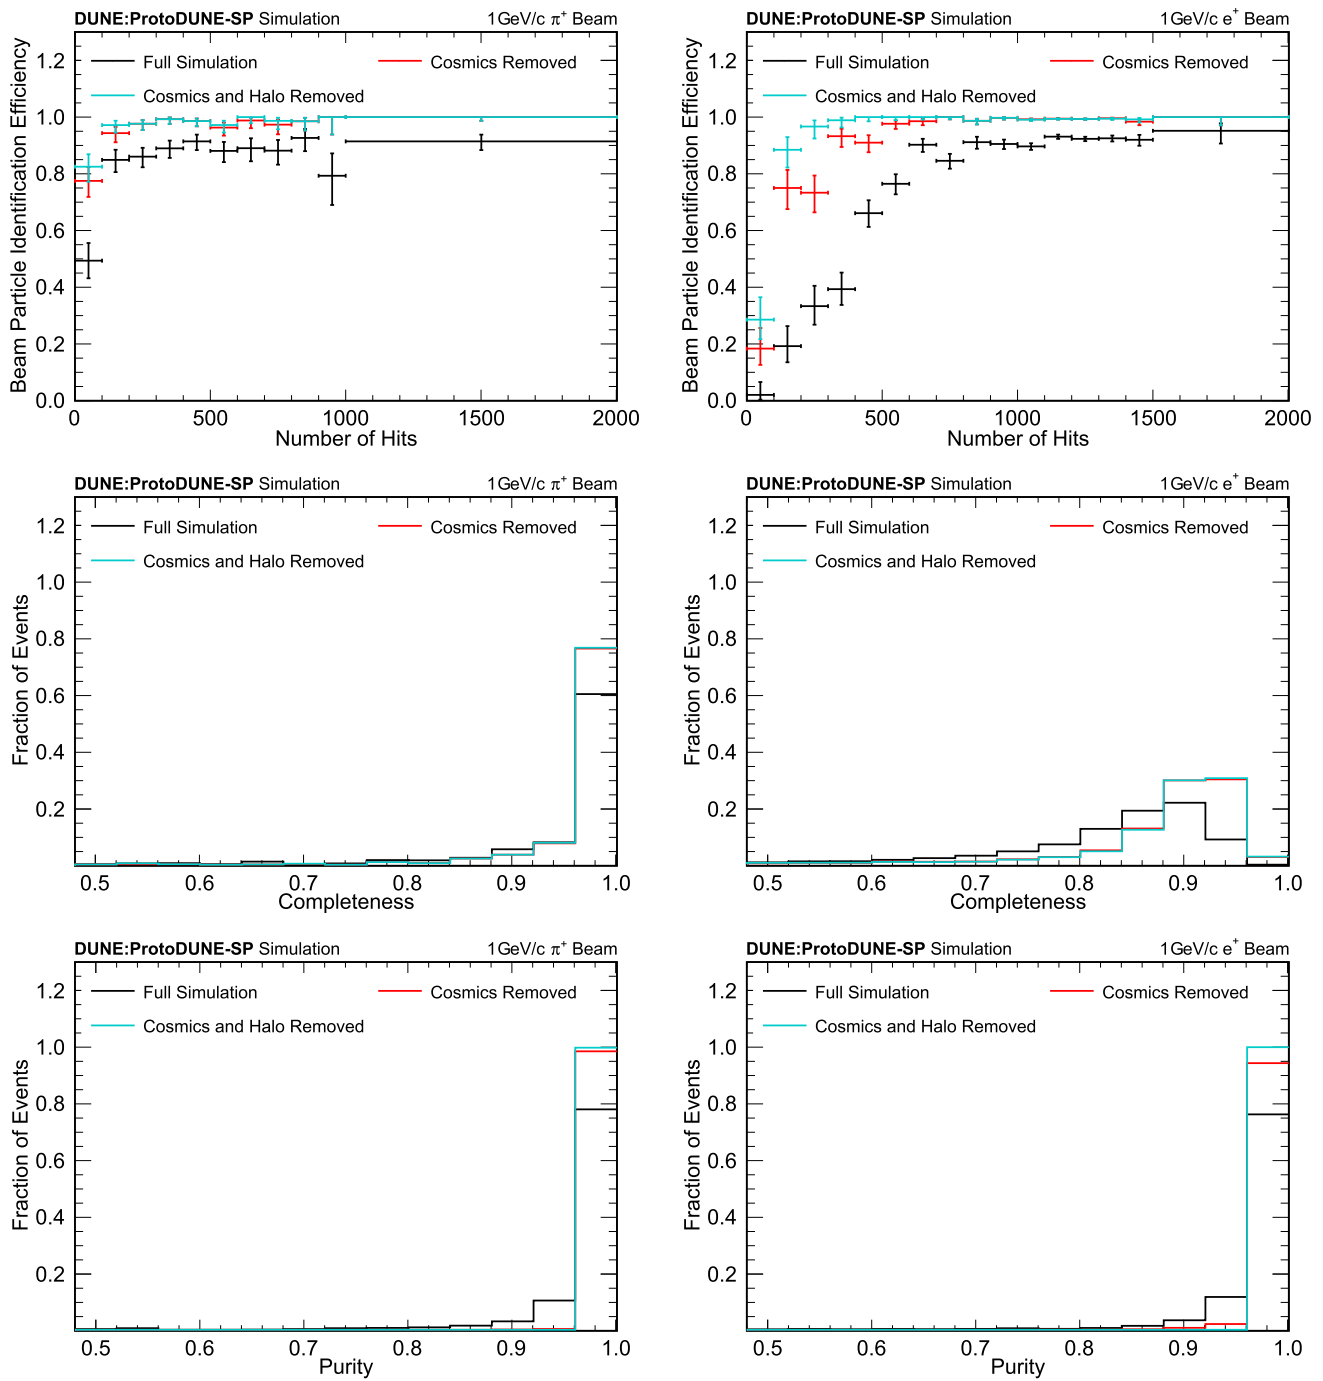 DUNE:ProtoDUNE-SP Simulation 1GeV/c π+ Beam
Beam Particle Identification Efficiency
1.2
1.0
0.8
0.6
0.4
0.2
0.0
Full Simulation Cosmics Removed
Cosmics and Halo Removed
0 500 1000 1500 2000
Number of Hits
DUNE:ProtoDUNE-SP Simulation 1GeV/c e+ Beam
Beam Particle Identification Efficiency
1.2
1.0
0.8
0.6
0.4
0.2
0.0
Full Simulation Cosmics Removed
Cosmics and Halo Removed
0 500 1000 1500 2000
Number of Hits
DUNE:ProtoDUNE-SP Simulation 1GeV/c π+ Beam
Fraction of Events
1.2
1.0
0.8
0.6
0.4
0.2
Full Simulation Cosmics Removed
Cosmics and Halo Removed
0.5 0.6 0.7 0.8 0.9 1.0
Completeness
DUNE:ProtoDUNE-SP Simulation 1GeV/c e+ Beam
Fraction of Events
1.2
1.0
0.8
0.6
0.4
0.2
Full Simulation Cosmics Removed
Cosmics and Halo Removed
0.5 0.6 0.7 0.8 0.9 1.0
Completeness
DUNE:ProtoDUNE-SP Simulation 1GeV/c π+ Beam
Fraction of Events
1.2
1.0
0.8
0.6
0.4
0.2
Full Simulation Cosmics Removed
Cosmics and Halo Removed
0.5 0.6 0.7 0.8 0.9 1.0
Purity
DUNE:ProtoDUNE-SP Simulation 1GeV/c e+ Beam
Fraction of Events
1.2
1.0
0.8
0.6
0.4
0.2
Full Simulation Cosmics Removed
Cosmics and Halo Removed
0.5 0.6 0.7 0.8 0.9 1.0
Purity